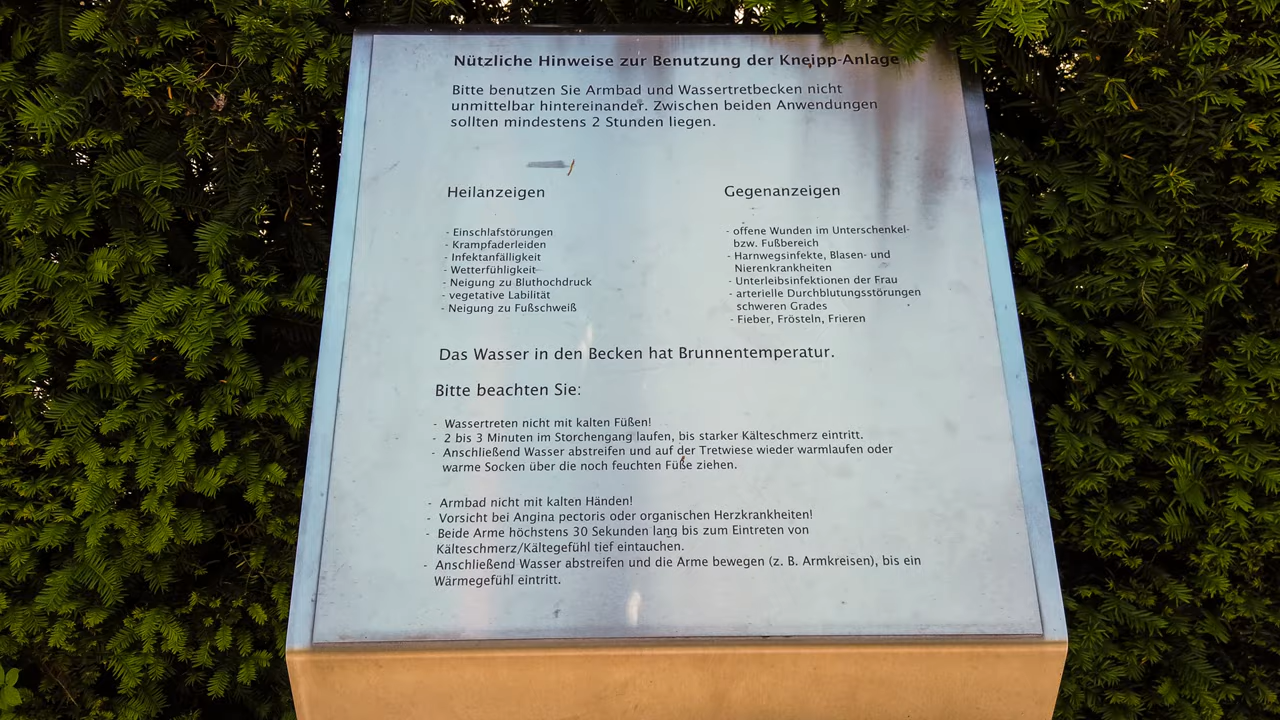 Nützliche Hinweise zur Benutzung der Kneipp-Anlage
Bitte benutzen Sie Armbad und Wassertretbecken nicht
unmittelbar hintereinander. Zwischen beiden Anwendungen
sollten mindestens 2 Stunden liegen.
Heilanzeigen
- Einschlafstörungen
- Krampfaderleiden
- Infektanfälligkeit
- Wetterfühligkeit
- Neigung zu Bluthochdruck
- vegetative Labilität
- Neigung zu Fußschweiß
Gegenanzeigen
- offene Wunden im Unterschenkel-
bzw. Fußbereich
- Harnwegsinfekte, Blasen- und
Nierenkrankheiten
- Unterleibsinfektionen der Frau
- arterielle Durchblutungsstörungen
schweren Grades
- Fieber, Frösteln, Frieren
Das Wasser in den Becken hat Brunnentemperatur.
Bitte beachten Sie:
- Wassertreten nicht mit kalten Füßen!
- 2 bis 3 Minuten im Storchengang laufen, bis starker Kälteschmerz eintritt.
- Anschließend Wasser abstreifen und auf der Tretwiese wieder warmlaufen oder
warme Socken über die noch feuchten Füße ziehen.
- Armbad nicht mit kalten Händen!
- Vorsicht bei Angina pectoris oder organischen Herzkrankheiten!
- Beide Arme höchstens 30 Sekunden lang bis zum Eintreten von
Kälteschmerz/Kältegefühl tief eintauchen.
- Anschließend Wasser abstreifen und die Arme bewegen (z. B. Armkreisen), bis ein
Wärmegefühl eintritt.